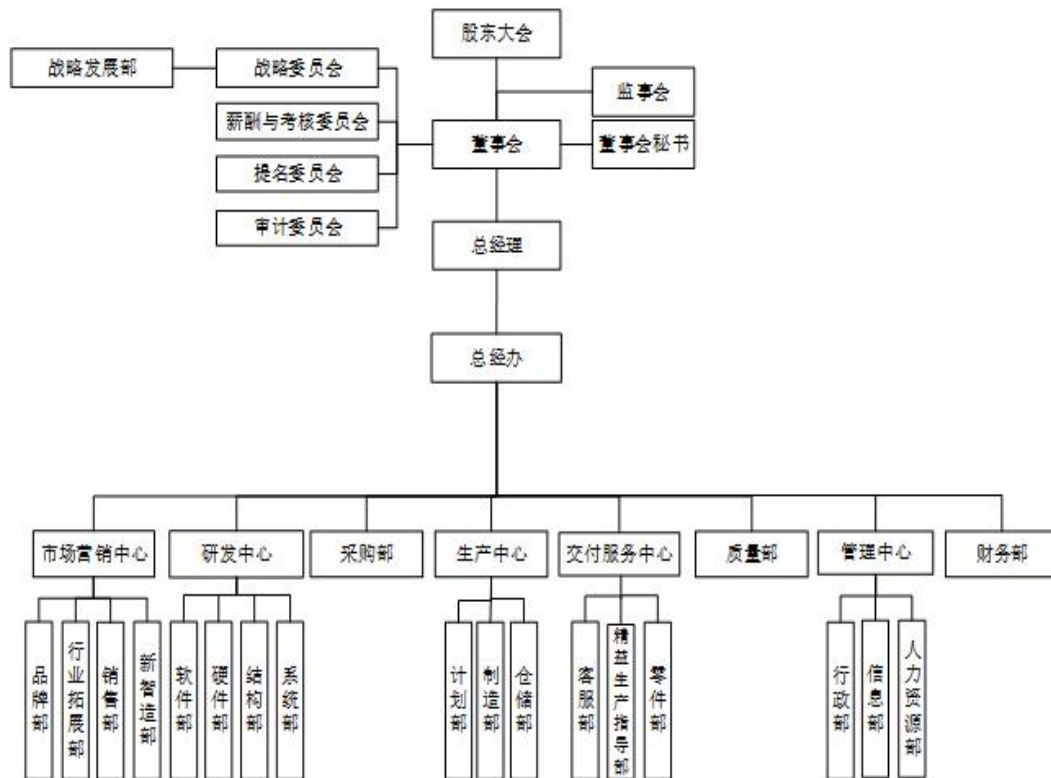 股东大会
战略发展部
战略委员会
监事会
薪酬与考核委员会
董事会
董事会秘书
提名委员会
审计委员会
总经理
总经办
市场营销中心
研发中心
采购部
生产中心
交付服务中心
质量部
管理中心
财务部
品牌部
行业拓展部
销售部
新智造部
软件部
硬件部
结构部
系统部
计划部
制造部
仓储部
客服部
精益生产指导部
零件部
行政部
信息部
人力资源部